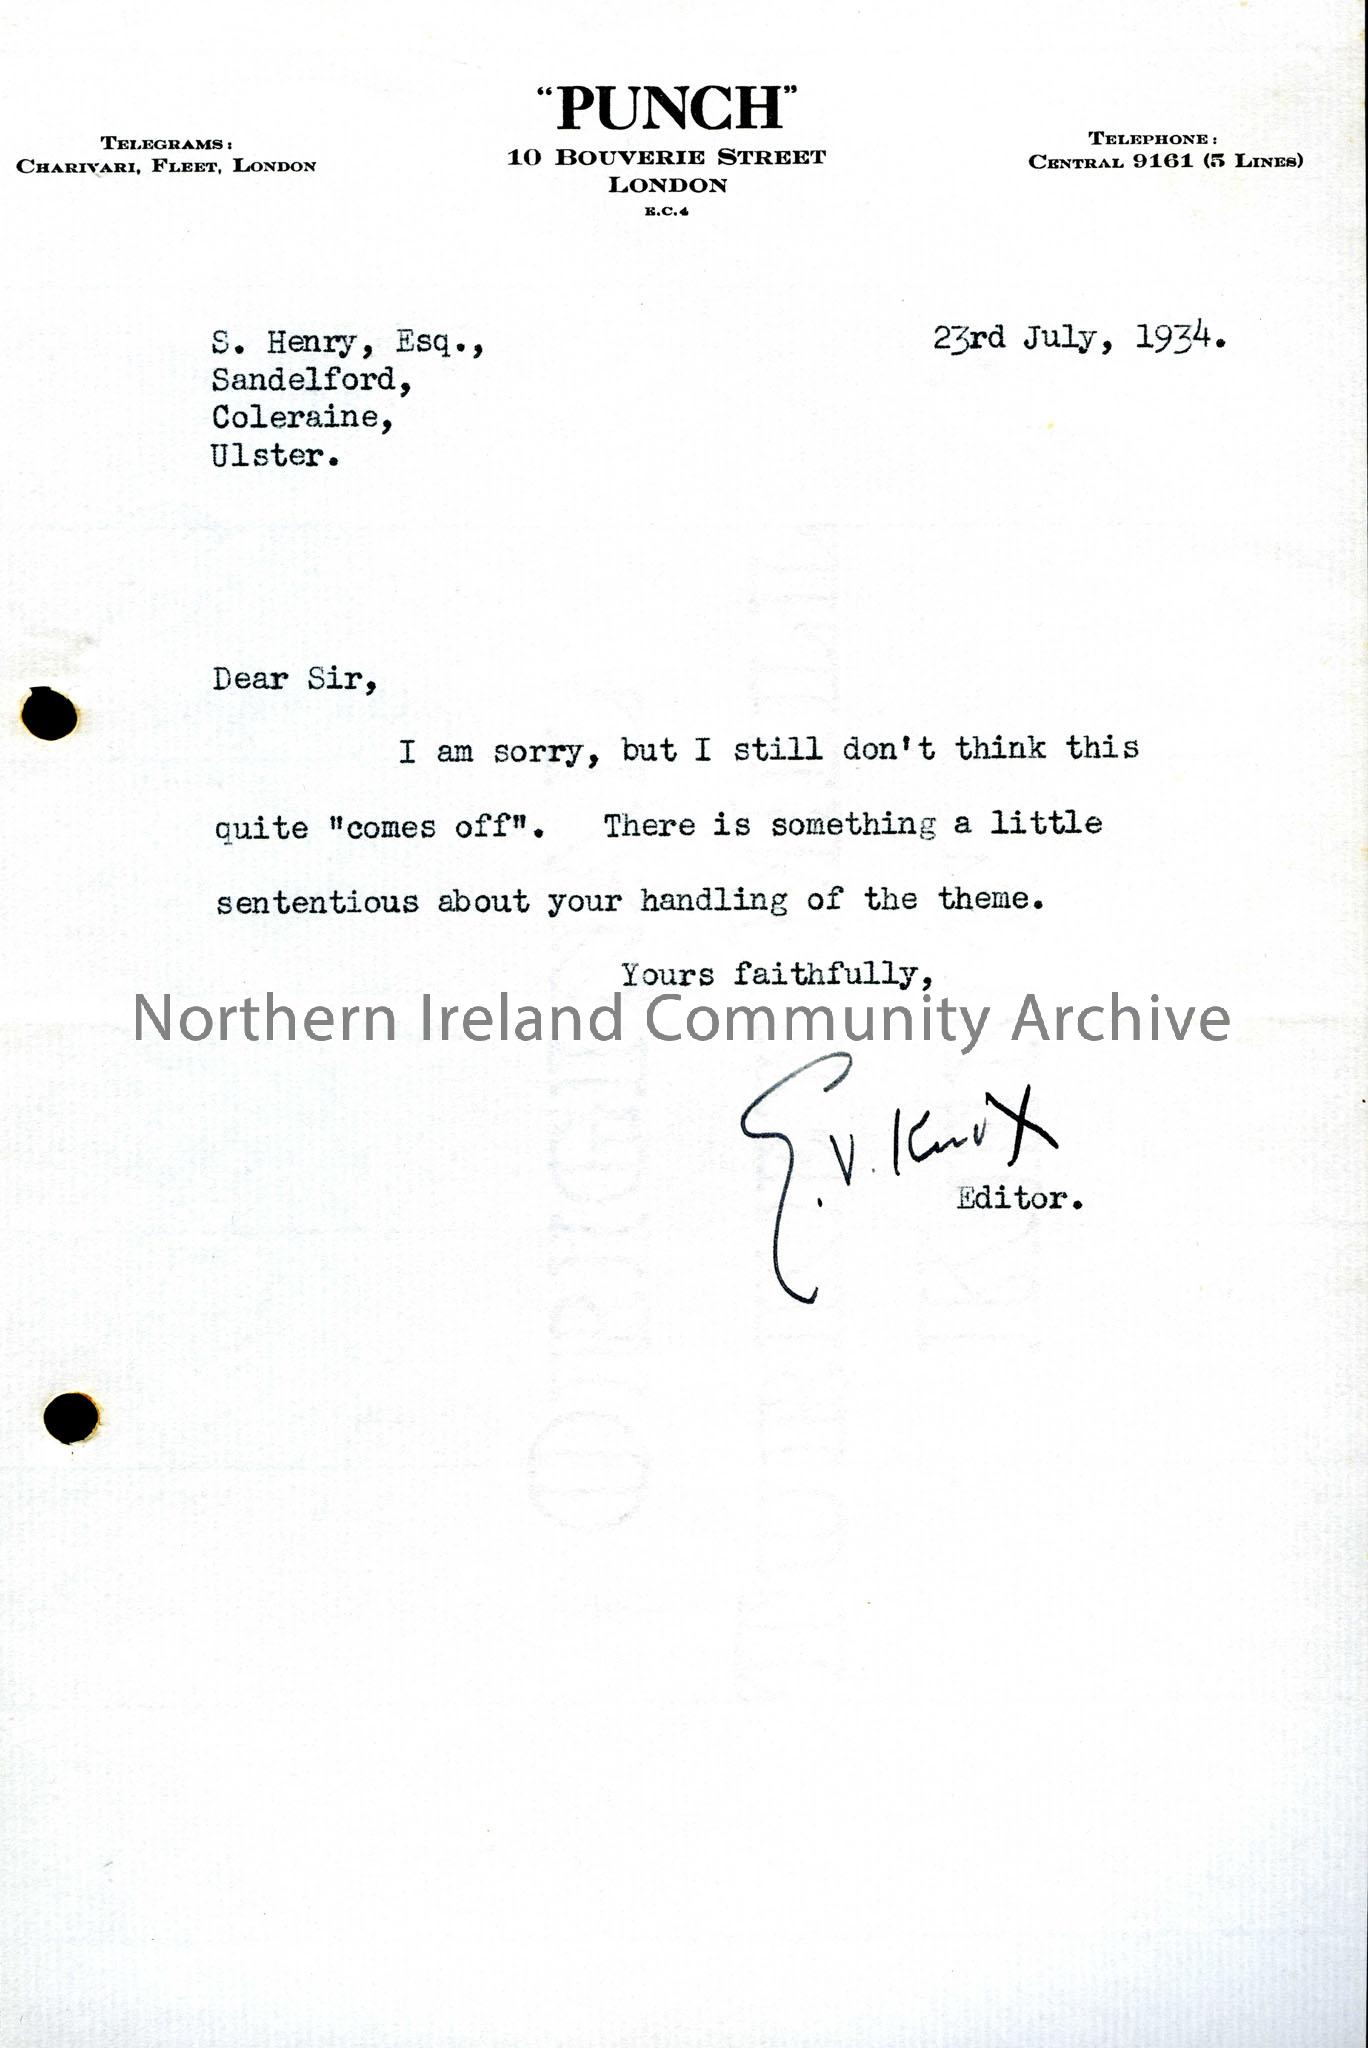 "PUNCH"
10 BOUVERIE STREET
LONDON
E.C.4
TELEGRAMS:
CHARIVARI, FLEET, LONDON
TELEPHONE:
CENTRAL 9161 (5 LINES)
S. Henry, Esq.,
Sandelford,
Coleraine,
Ulster.
23rd July, 1934.
Dear Sir,
I am sorry, but I still don't think this
quite "comes off". There is something a little
sententious about your handling of the theme.
Yours faithfully,
Northern Ireland Community Archive
E. V. Knox
Editor.